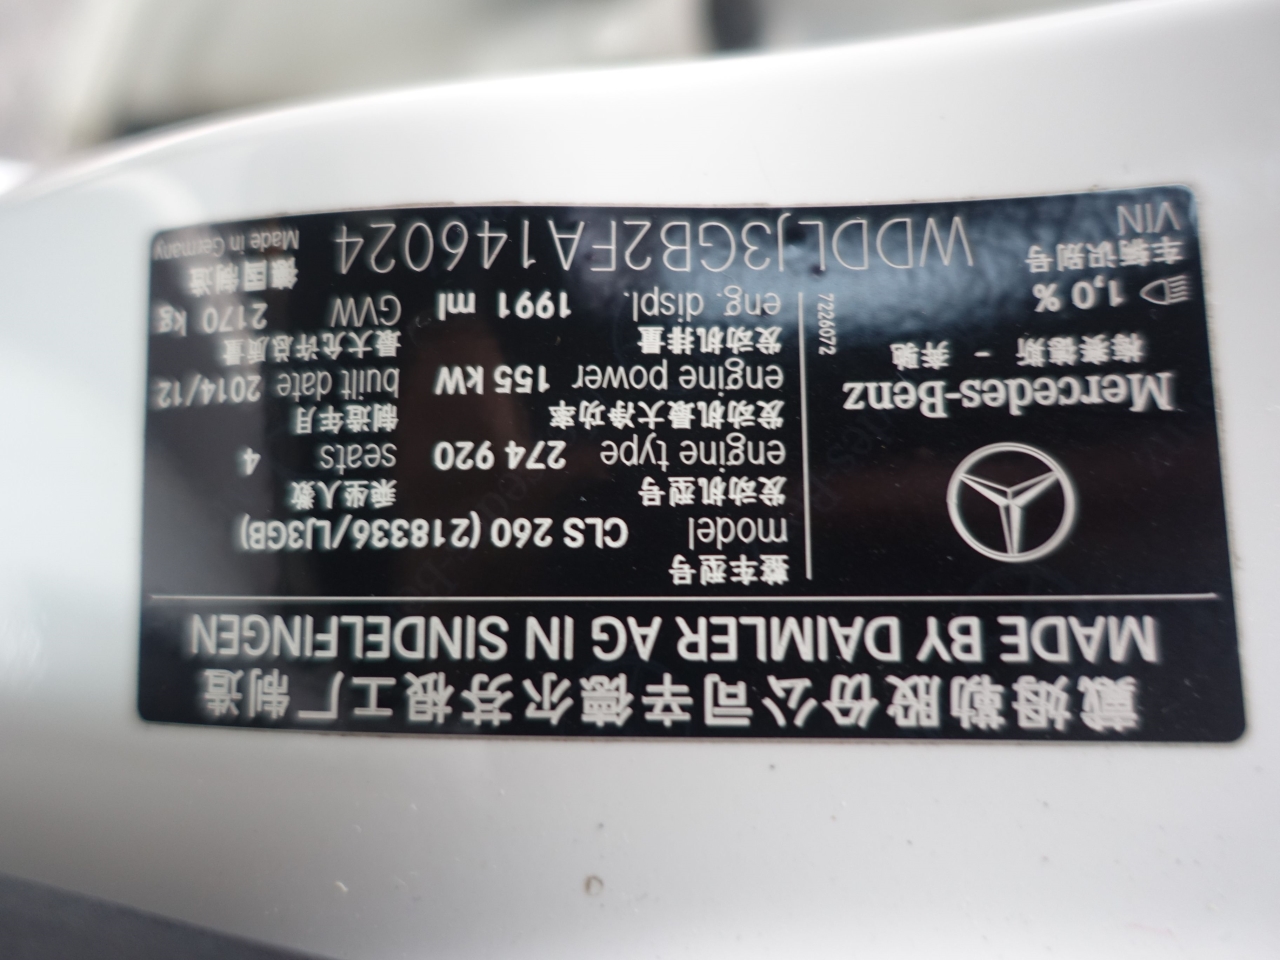 戴姆勒股份公司辛德尔芬根工厂制造
MADE BY DAIMLER AG IN SINDELFINGEN
Mercedes-Benz
梅赛德斯 - 奔驰
1,0 %
7226072
整车型号
model CLS 260 (218336/LJ3GB)
发动机型号 乘坐人数
engine type 274 920 seats 4
发动机最大净功率 制造年月
engine power 155 kW built date 2014/12
发动机排量 最大允许总质量
eng. displ. 1991 ml GVW 2170 kg
车辆识别号 德国制造
VIN WDDLJ3GB2FA146024 Made in Germany